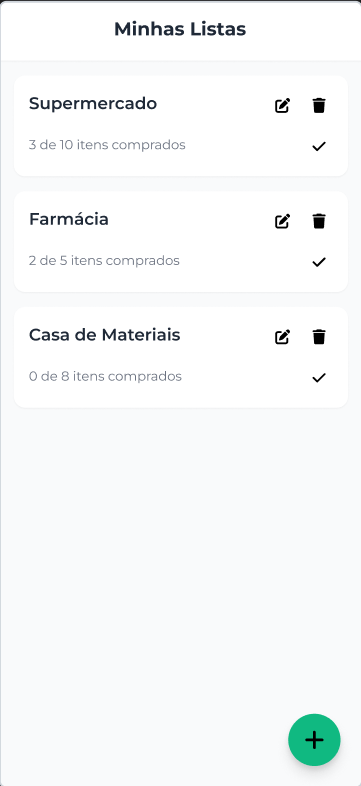 Minhas Listas
Supermercado
3 de 10 itens comprados
Farmácia
2 de 5 itens comprados
Casa de Materiais
0 de 8 itens comprados